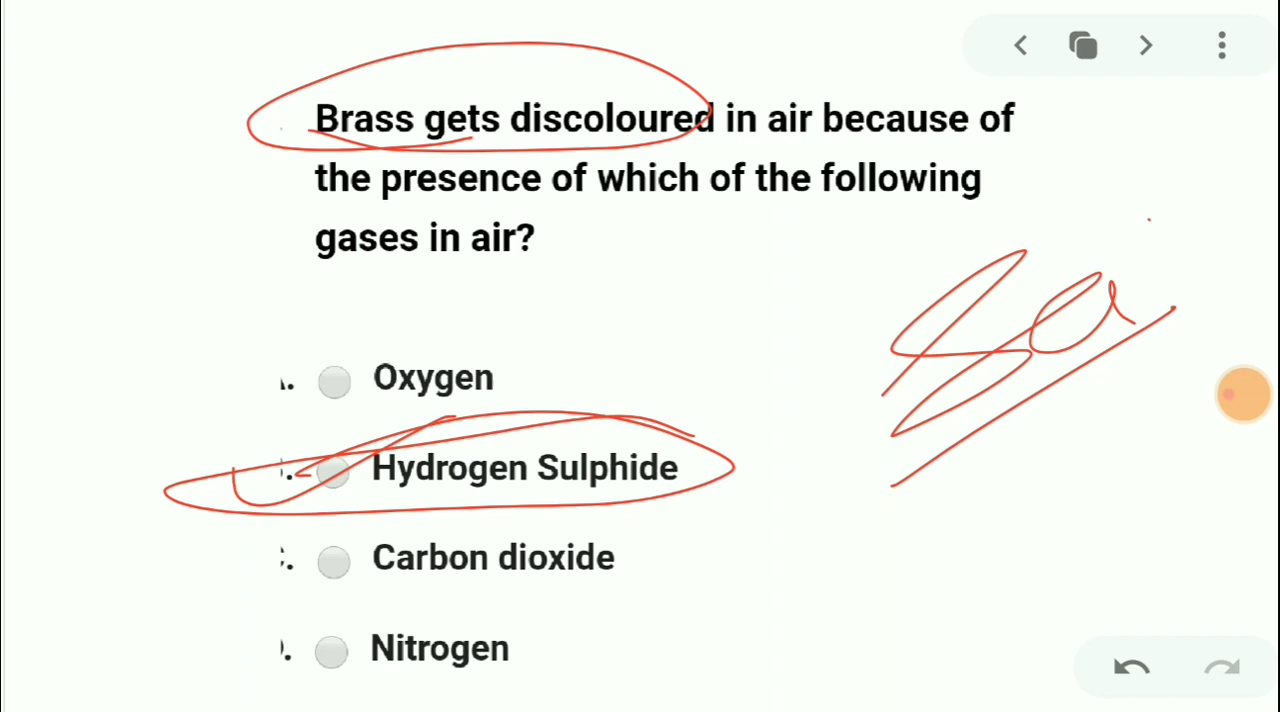 Brass gets discoloured in air because of
the presence of which of the following
gases in air?
Oxygen
Hydrogen Sulphide
Carbon dioxide
Nitrogen